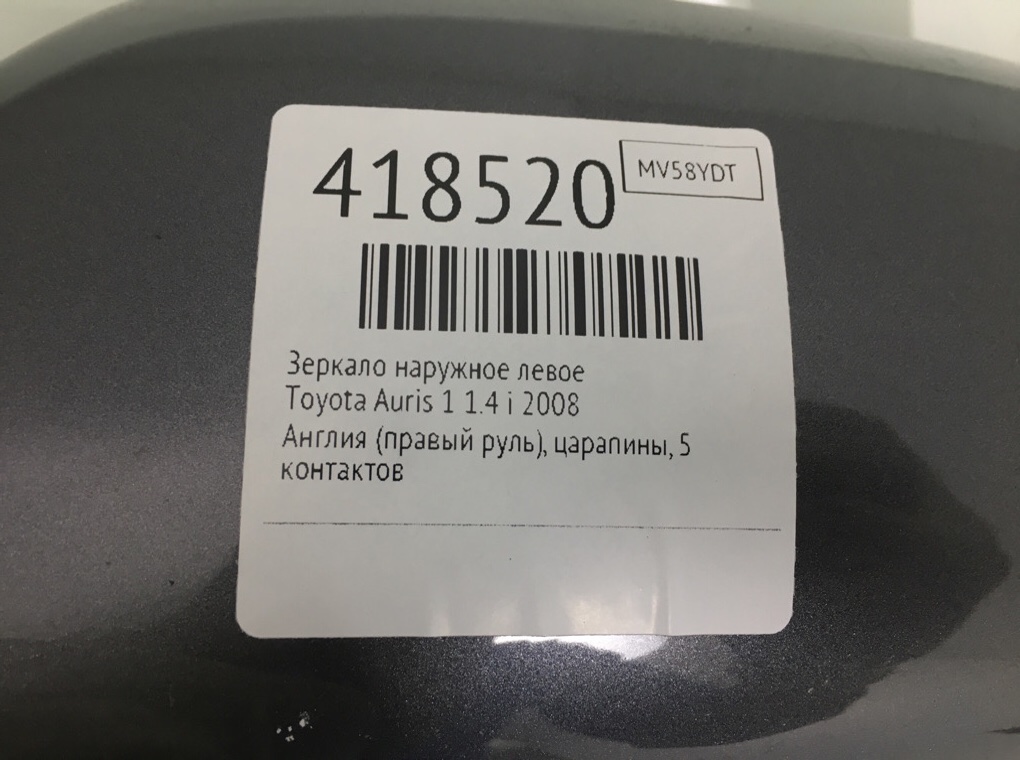 418520
MV58YDT
Зеркало наружное левое
Toyota Auris 1 1.4 i 2008
Англия (правый руль), царапины, 5
контактов